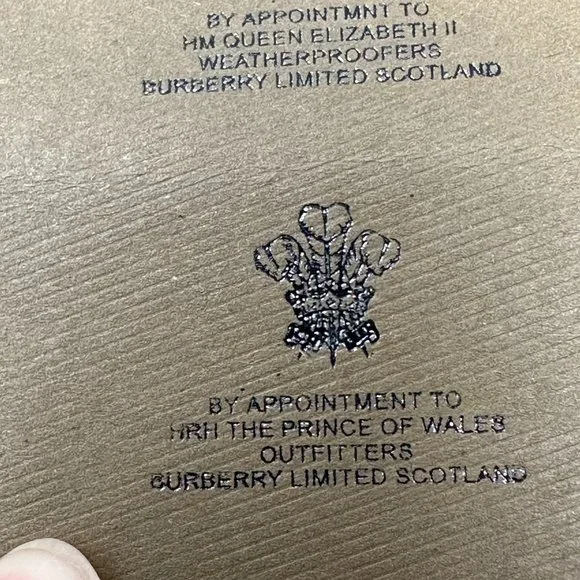 BY APPOINTMNT TO
HM QUEEN ELIZABETH II
WEATHERPROOFERS
BURBERRY LIMITED SCOTLAND
BY APPOINTMENT TO
HRH THE PRINCE OF WALES
OUTFITTERS
BURBERRY LIMITED SCOTLAND